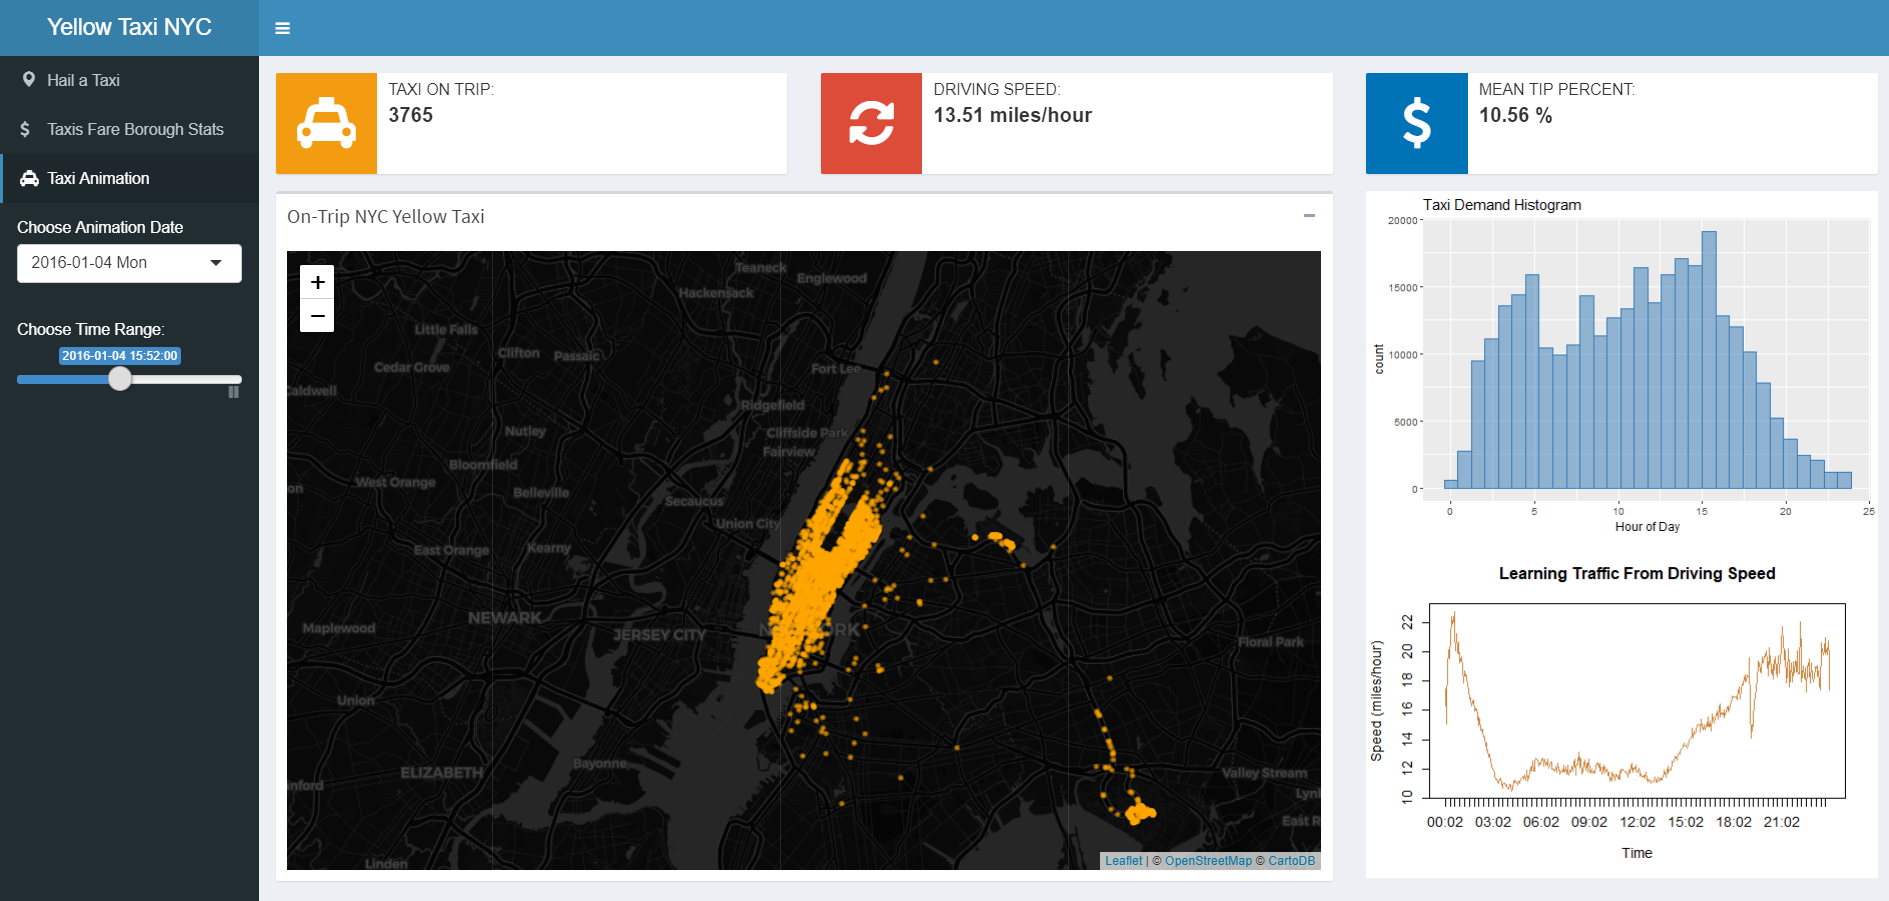 Yellow Taxi NYC
Hail a Taxi
Taxis Fare Borough Stats
Taxi Animation
Choose Animation Date
2016-01-04 Mon
Choose Time Range:
2016-01-04 15:52:00
TAXI ON TRIP:
3765
DRIVING SPEED:
13.51 miles/hour
MEAN TIP PERCENT:
10.56 %
On-Trip NYC Yellow Taxi
+
−
Teaneck
Englewood
Hackensack
Little Falls
Clifton
Passaic
Cedar Grove
Fort Lee
aldwell
Ridgefield
Nutley
Cliffside Park
Fairview
Bloomfield
West Orange
on
Belleville
Secaucus
Union City
East Orange
Kearny
NEWARK
Maplewood
JERSEY CITY
Floral Park
Union
ELIZABETH
Bayonne
Valley Stream
inford
Lyn
East R
Linden
Leaflet | © OpenStreetMap © CartoDB
Taxi Demand Histogram
20000
15000
10000
5000
0
count
0 5 10 15 20 25
Hour of Day
Learning Traffic From Driving Speed
22
20
18
16
14
12
10
Speed (miles/hour)
00:02 03:02 06:02 09:02 12:02 15:02 18:02 21:02
Time